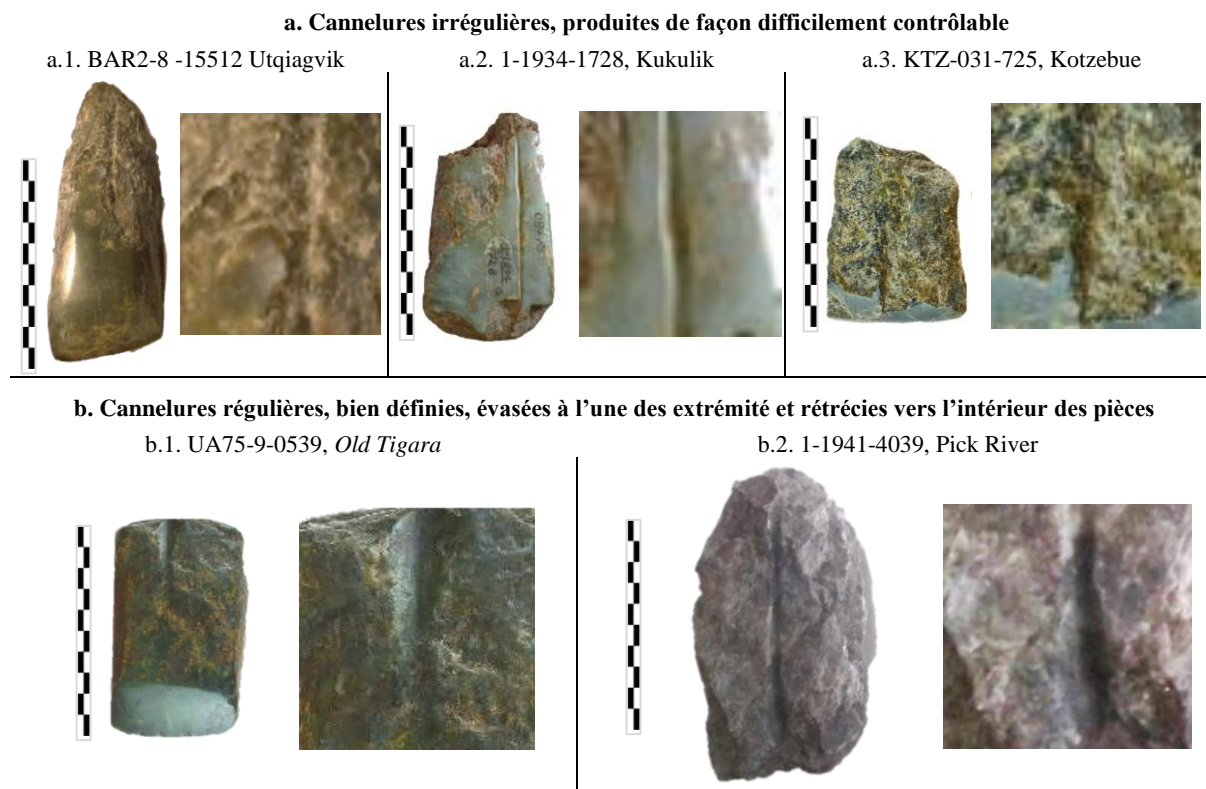 a. Cannelures irrégulières, produites de façon difficilement contrôlable
a.1. BAR2-8 -15512 Utqiagvik
a.2. 1-1934-1728, Kukulik
a.3. KTZ-031-725, Kotzebue
b. Cannelures régulières, bien définies, évasées à l’une des extrémité et rétrécies vers l’intérieur des pièces
b.1. UA75-9-0539, Old Tigara
b.2. 1-1941-4039, Pick River